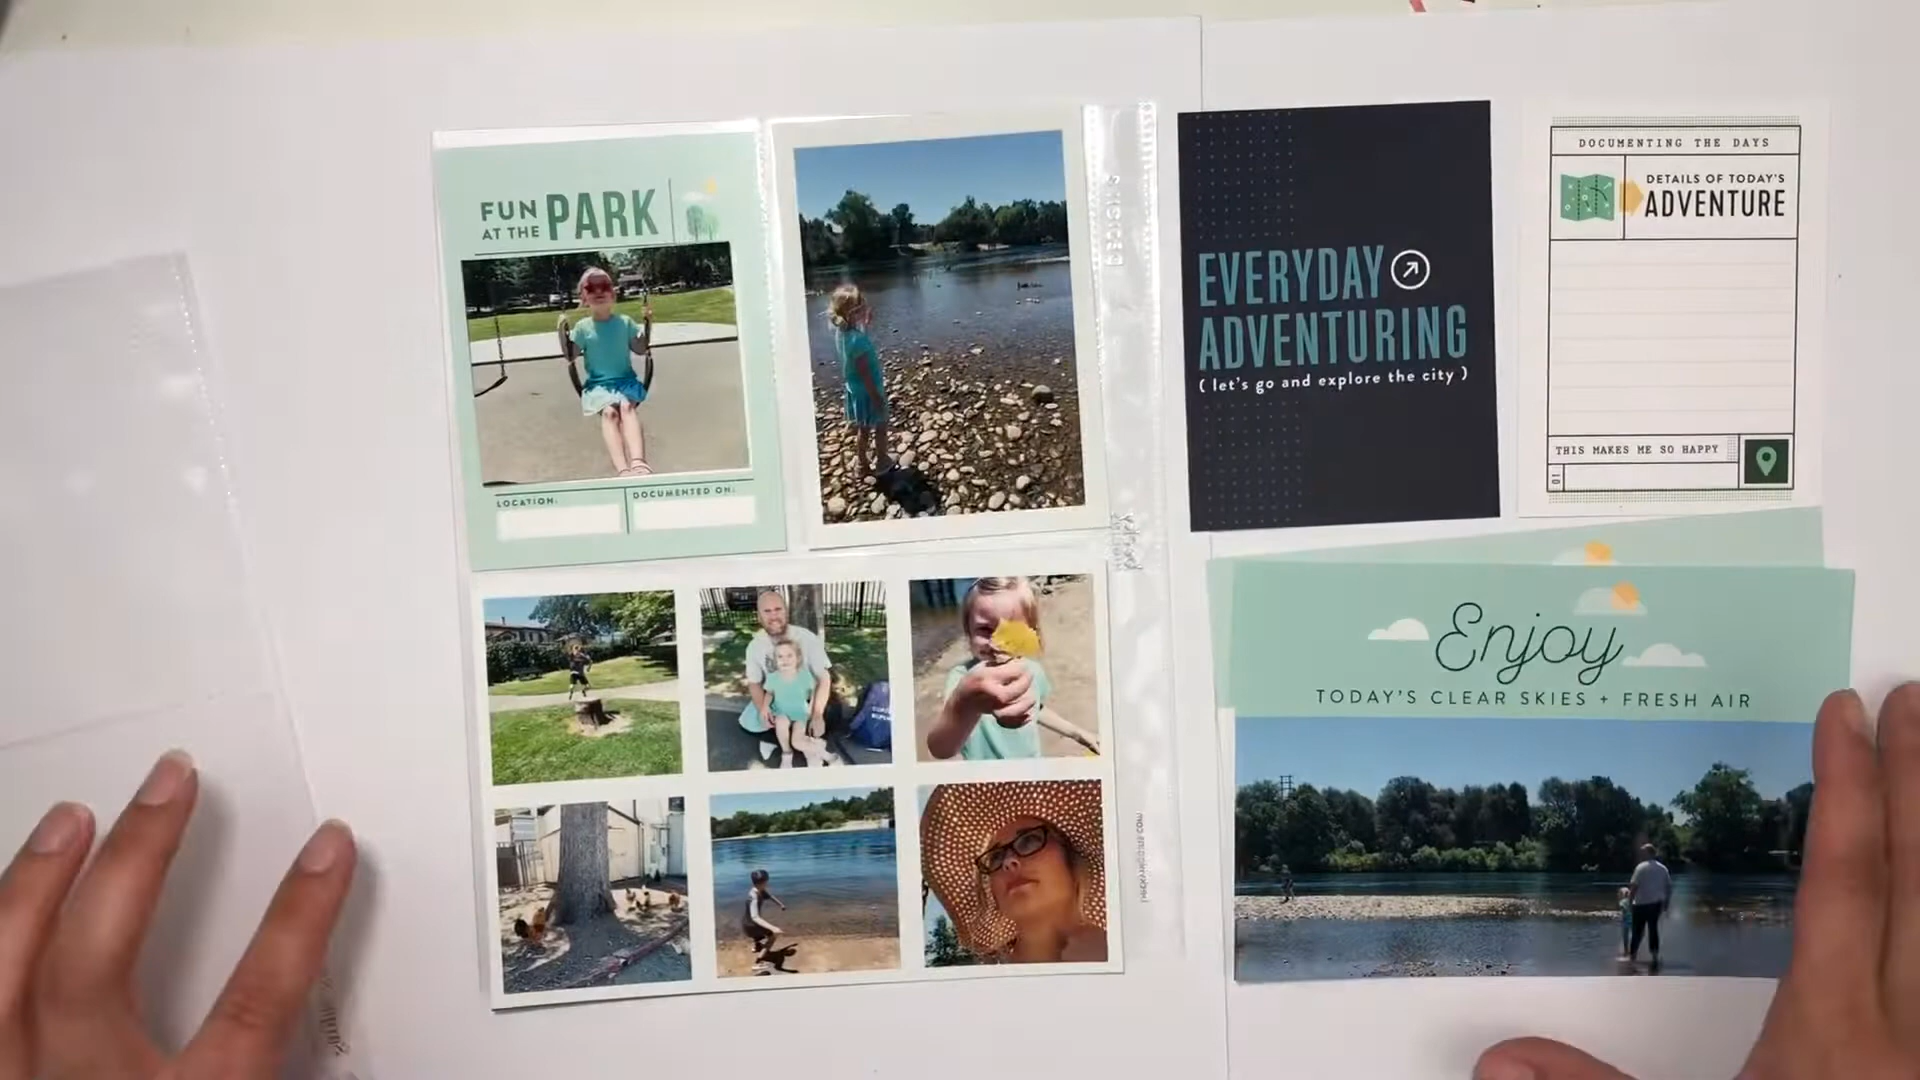 FUN
AT THE
PARK
LOCATION:
DOCUMENTED ON:
EVERYDAY
ADVENTURING
( let's go and explore the city )
DOCUMENTING THE DAYS
DETAILS OF TODAY'S
ADVENTURE
THIS MAKES ME SO HAPPY
Enjoy
TODAY'S CLEAR SKIES + FRESH AIR